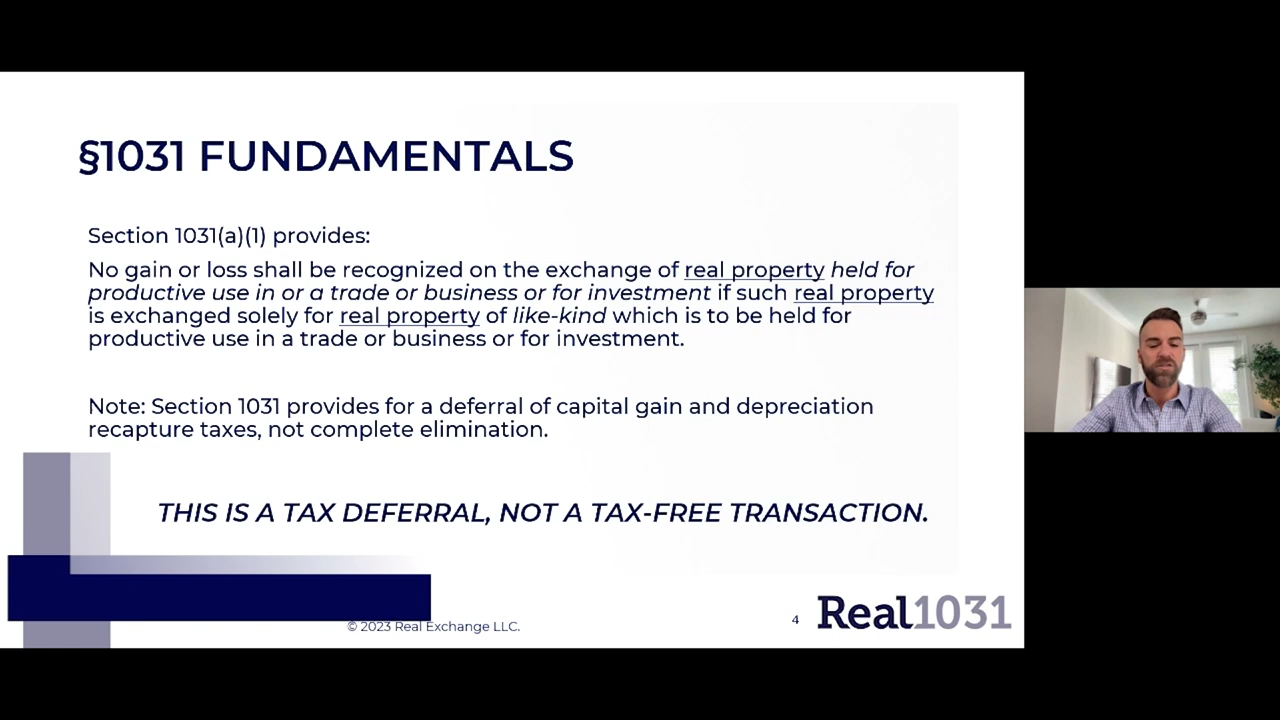 §1031 FUNDAMENTALS
Section 1031(a)(1) provides:
No gain or loss shall be recognized on the exchange of real property held for
productive use in or a trade or business or for investment if such real property
is exchanged solely for real property of like-kind which is to be held for
productive use in a trade or business or for investment.
Note: Section 1031 provides for a deferral of capital gain and depreciation
recapture taxes, not complete elimination.
THIS IS A TAX DEFERRAL, NOT A TAX-FREE TRANSACTION.
© 2023 Real Exchange LLC.
4
Real1031